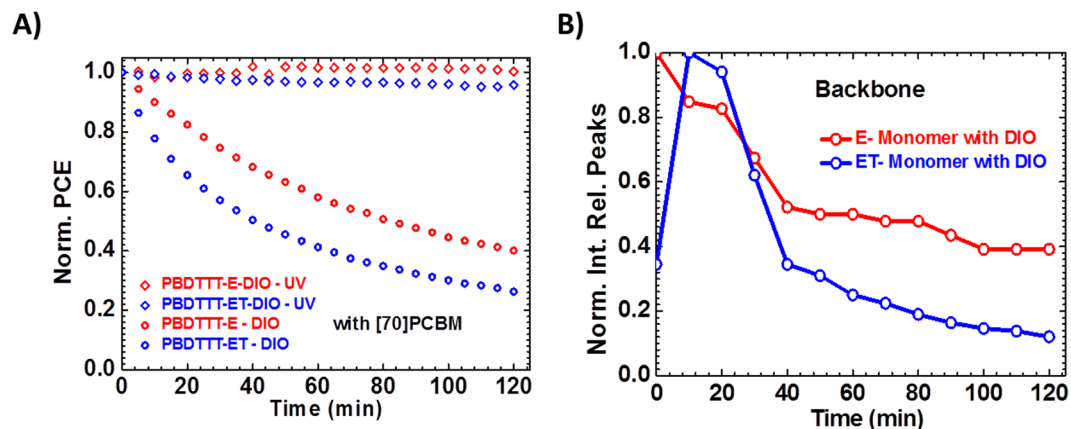 A)
Norm. PCE
1.0
0.8
0.6
0.4
0.2
0.0
PBDTTT-E-DIO - UV
PBDTTT-ET-DIO - UV
PBDTTT-E - DIO
PBDTTT-ET - DIO
with [70]PCBM
0 20 40 60 80 100 120
Time (min)
B)
Norm. Int. Rel. Peaks
1.0
0.8
0.6
0.4
0.2
0.0
Backbone
E- Monomer with DIO
ET- Monomer with DIO
0 20 40 60 80 100 120
Time (min)